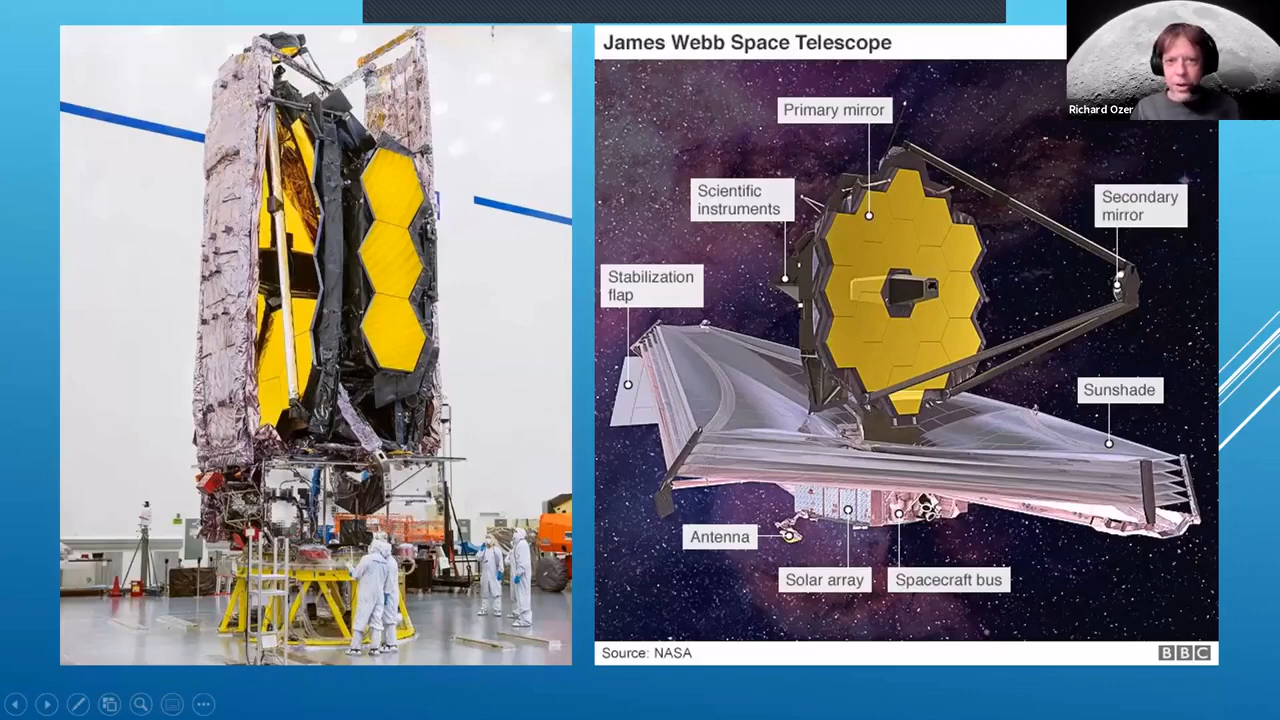 James Webb Space Telescope
Richard Ozer
Primary mirror
Scientific
instruments
Secondary
mirror
Stabilization
flap
Sunshade
Antenna
Solar array
Spacecraft bus
Source: NASA
BBC